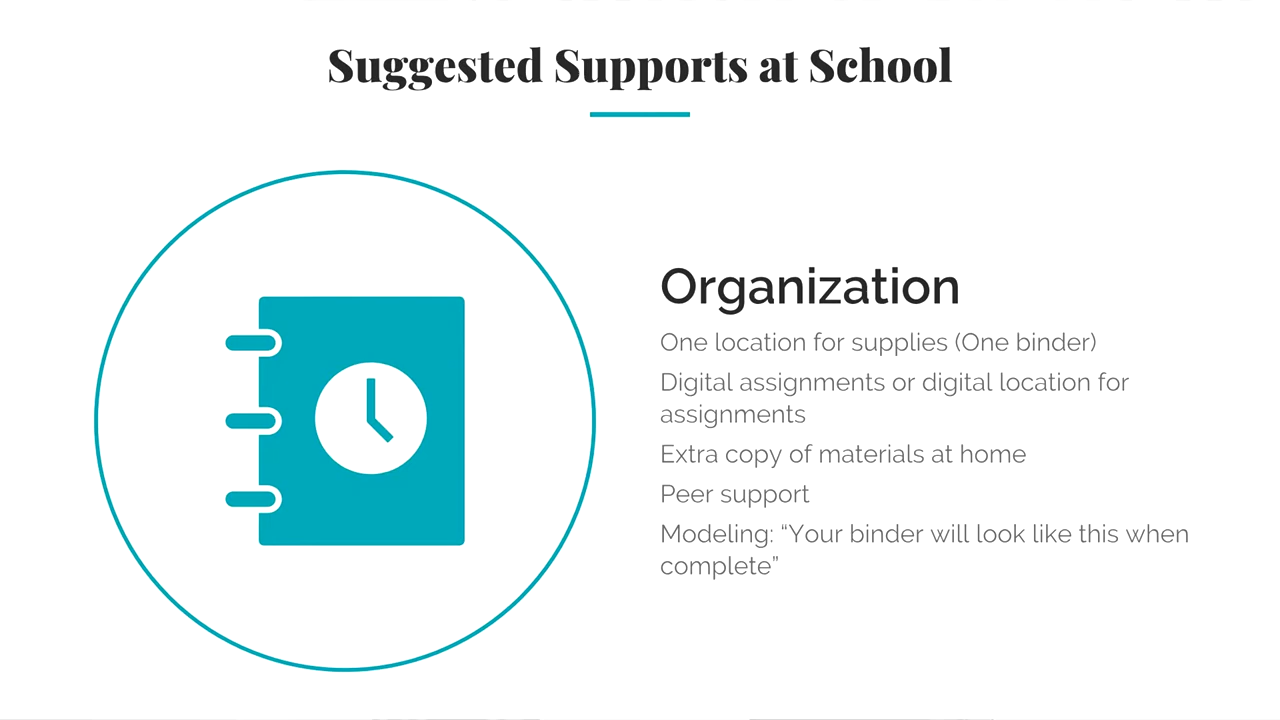 Suggested Supports at School
Organization
One location for supplies (One binder)
Digital assignments or digital location for
assignments
Extra copy of materials at home
Peer support
Modeling: “Your binder will look like this when
complete”